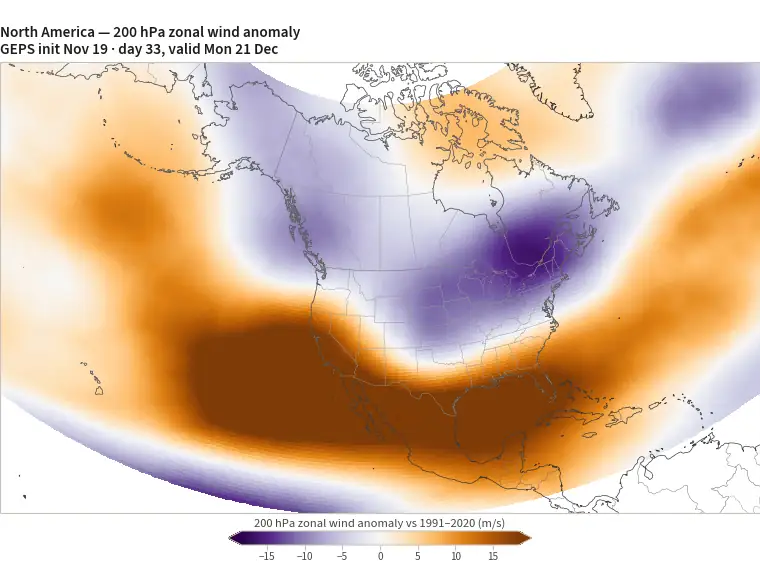 North America — 200 hPa zonal wind anomaly
GEPS init Nov 19 · day 33, valid Mon 21 Dec
200 hPa zonal wind anomaly vs 1991–2020 (m/s)
−15 −10 −5 0 5 10 15